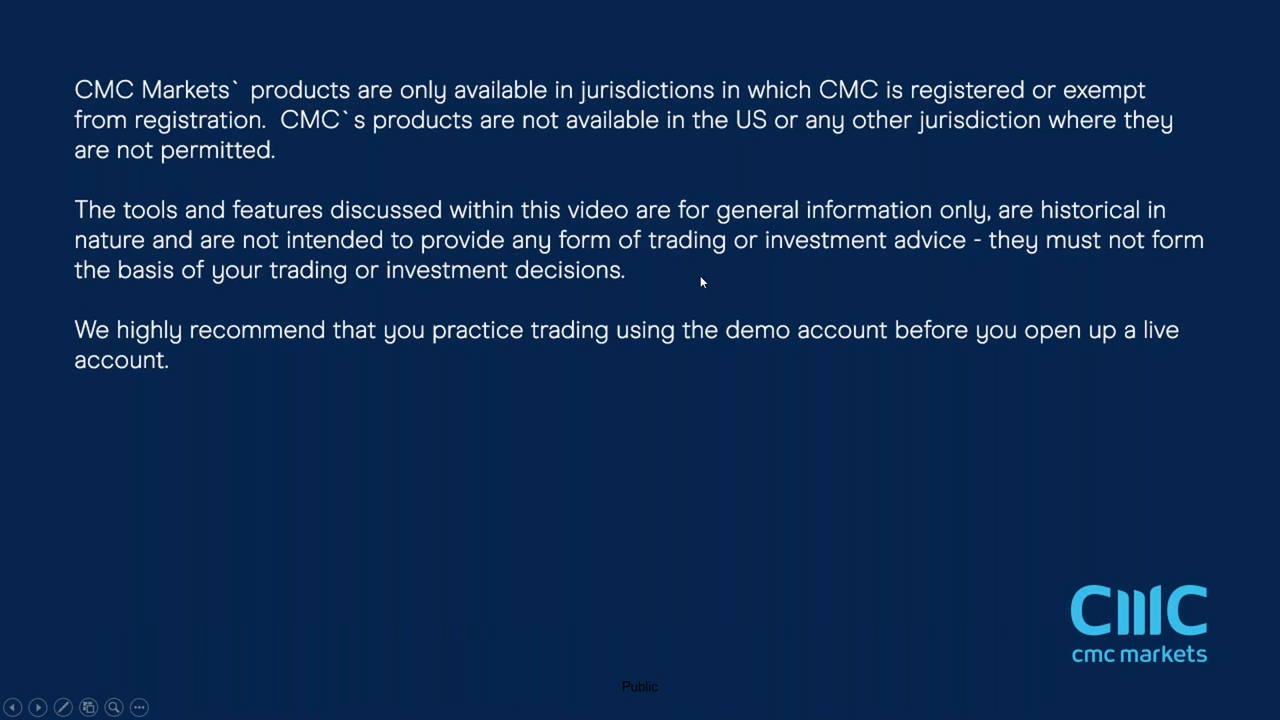 CMC Markets` products are only available in jurisdictions in which CMC is registered or exempt
from registration.  CMC`s products are not available in the US or any other jurisdiction where they
are not permitted.
The tools and features discussed within this video are for general information only, are historical in
nature and are not intended to provide any form of trading or investment advice - they must not form
the basis of your trading or investment decisions.
We highly recommend that you practice trading using the demo account before you open up a live
account.
CMC
cmc markets
Public